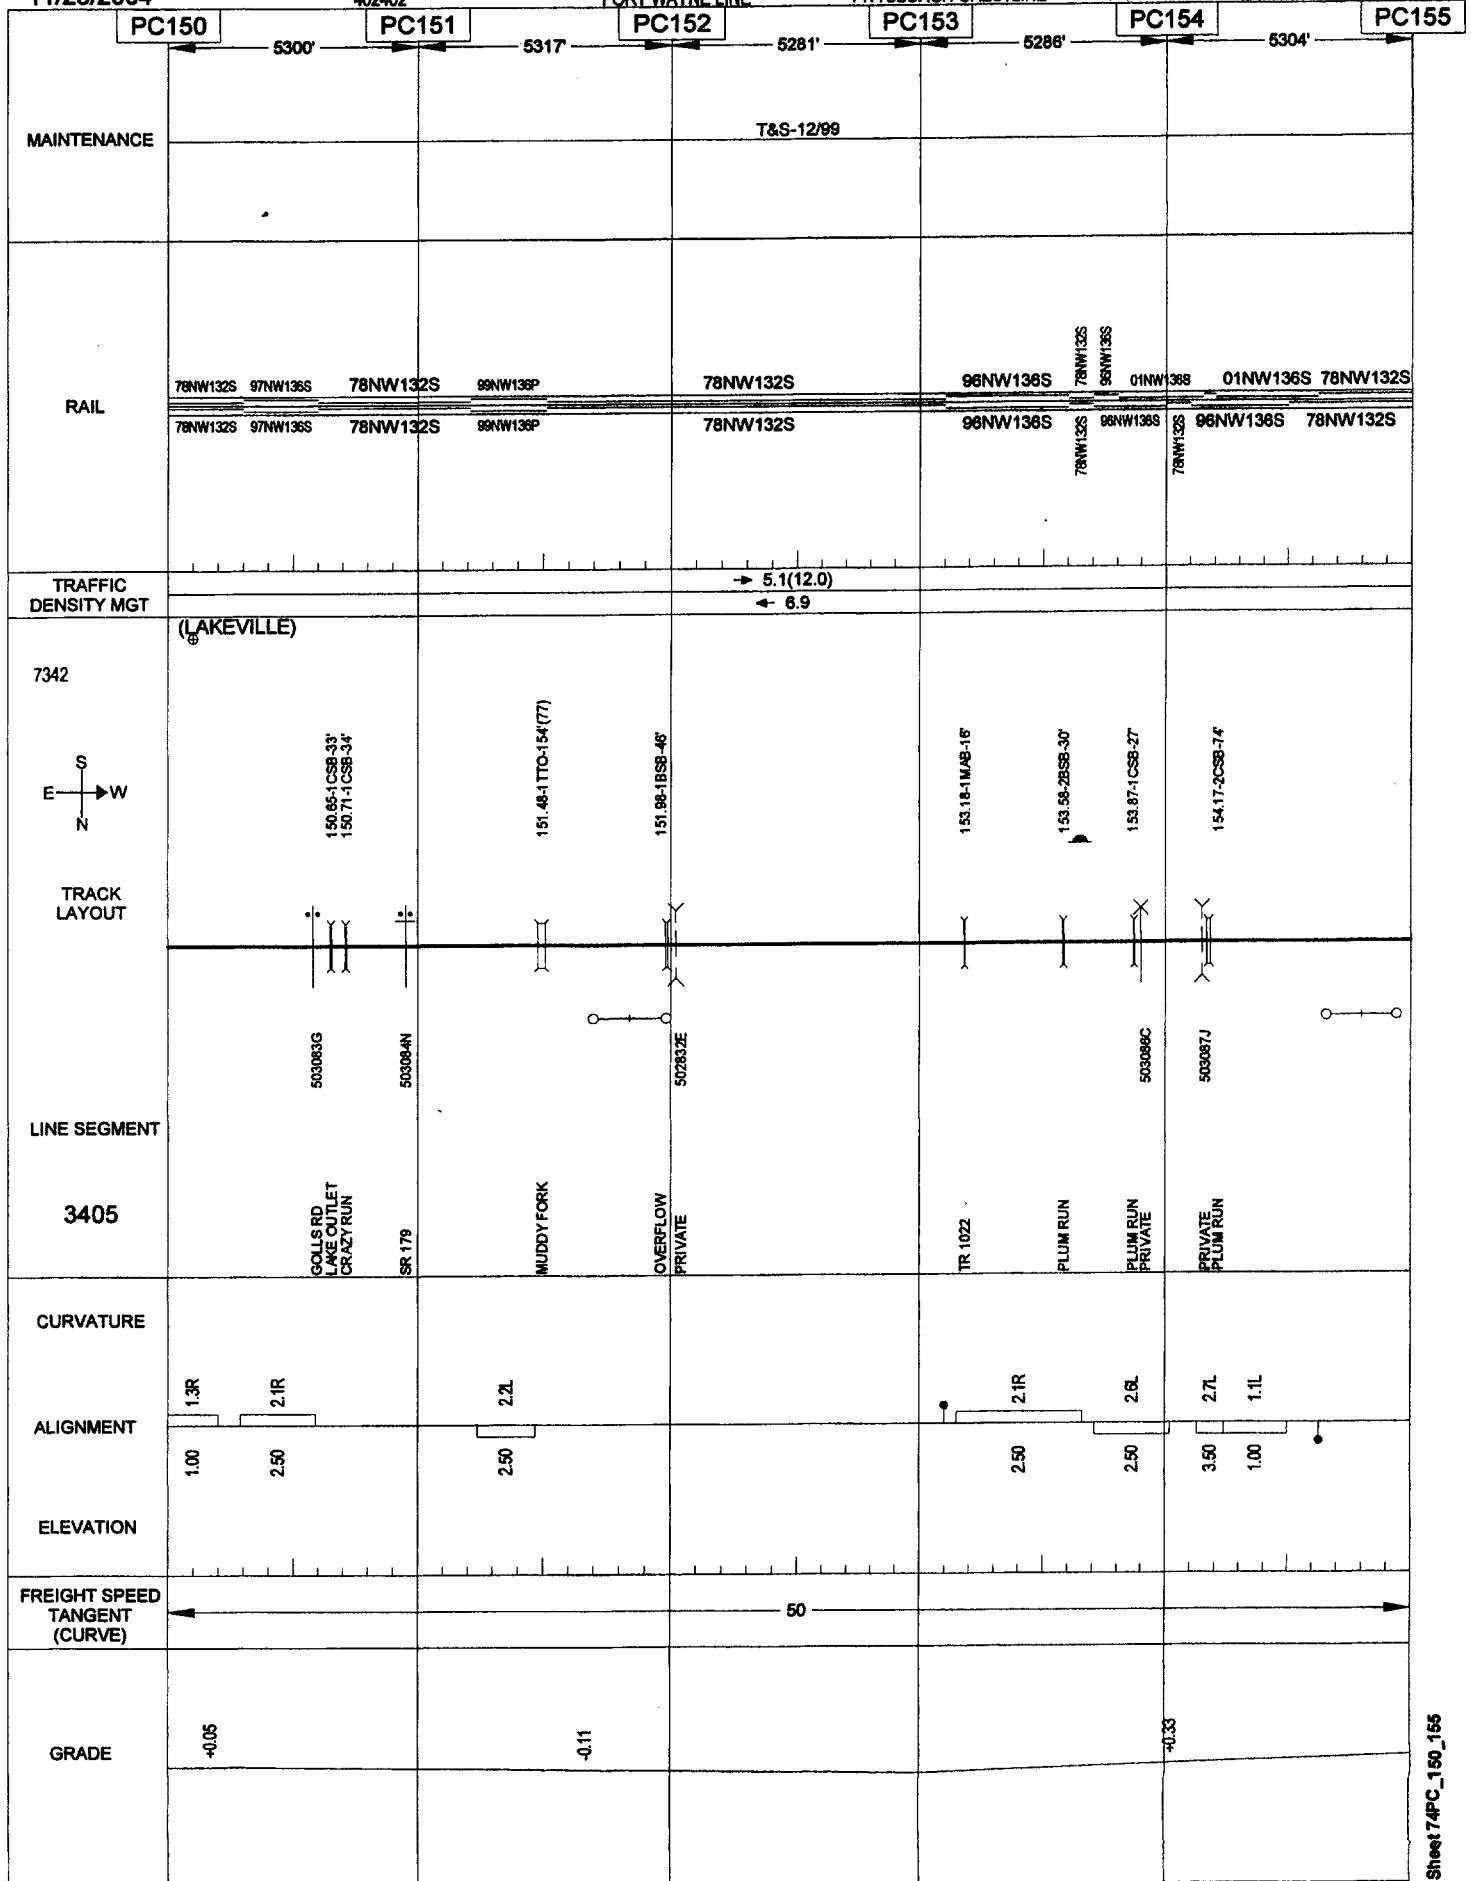 PC150 PC151 PC152 PC153 PC154 PC155
5300' 5317' 5281' 5286' 5304'
MAINTENANCE
T&S-12/99
RAIL
78NW132S 97NW136S 78NW132S 99NW136P 78NW132S 96NW136S 78NW132S 96NW136S 01NW136S 01NW136S 78NW132S
78NW132S 97NW136S 78NW132S 99NW136P 78NW132S 96NW136S 78NW132S 96NW136S 78NW132S 96NW136S 78NW132S
TRAFFIC
DENSITY MGT
5.1(12.0)
6.9
(LAKEVILLE)
7342
S
E W
N
150.65-1CSB-33'
150.71-1CSB-34'
151.48-1TTO-154'(77)
151.98-1BSB-46'
153.18-1MAB-16'
153.58-2BSB-30'
153.87-1CSB-27'
154.17-2CSB-74'
TRACK
LAYOUT
503083G
503084N
502832E
503086C
503087J
LINE SEGMENT
3405
GOLLS RD
LAKE OUTLET
CRAZY RUN
SR 179
MUDDY FORK
OVERFLOW
PRIVATE
TR 1022
PLUM RUN
PLUM RUN
PRIVATE
PRIVATE
PLUM RUN
CURVATURE
1.3R 2.1R 2.2L 2.1R 2.6L 2.7L 1.1L
ALIGNMENT
1.00 2.50 2.50 2.50 2.50 3.50 1.00
ELEVATION
FREIGHT SPEED
TANGENT
(CURVE)
50
GRADE
+0.05 -0.11 +0.33
Sheet 74PC_150_155